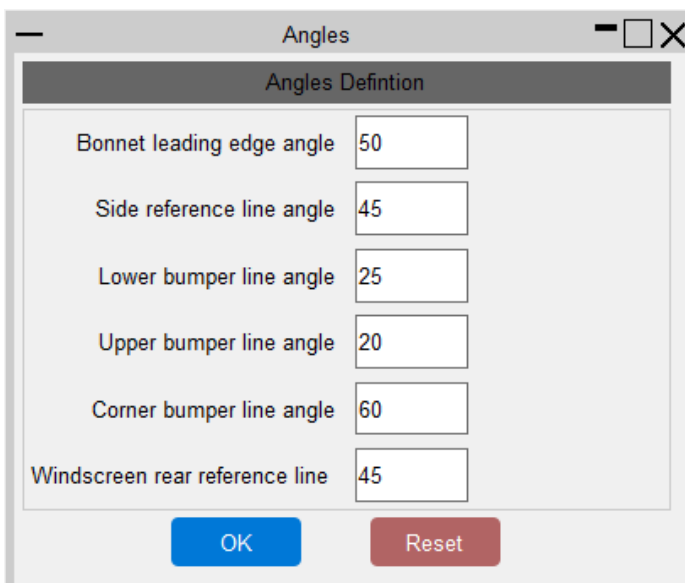 Angles
Angles Defintion
Bonnet leading edge angle 50
Side reference line angle 45
Lower bumper line angle 25
Upper bumper line angle 20
Corner bumper line angle 60
Windscreen rear reference line 45
OK Reset